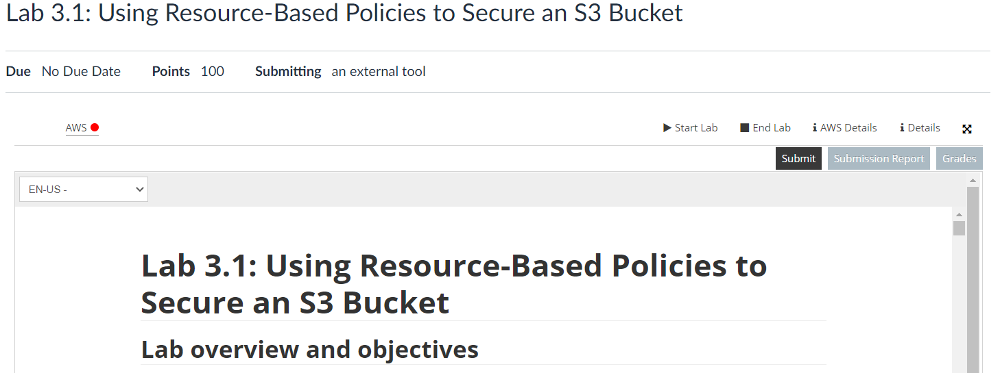 Lab 3.1: Using Resource-Based Policies to Secure an S3 Bucket
Due No Due Date Points 100 Submitting an external tool
AWS Start Lab End Lab AWS Details Details
Submit Submission Report Grades
EN-US -
Lab 3.1: Using Resource-Based Policies to
Secure an S3 Bucket
Lab overview and objectives